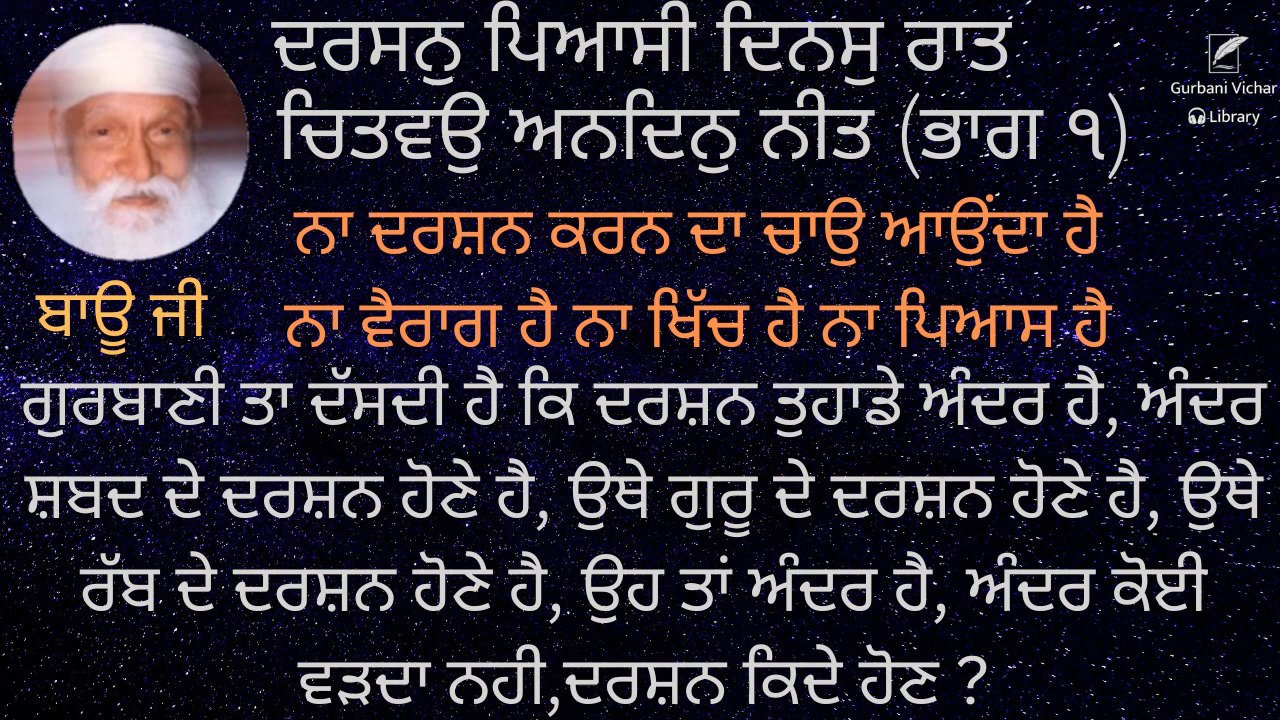 ਦਰਸਨੁ ਪਿਆਸੀ ਦਿਨਸੁ ਰਾਤ
ਚਿਤਵਉ ਅਨਦਿਨੁ ਨੀਤ (ਭਾਗ ੧)
Gurbani Vichar
Library
ਨਾ ਦਰਸ਼ਨ ਕਰਨ ਦਾ ਚਾਉ ਆਉਂਦਾ ਹੈ
ਬਾਊ ਜੀ
ਨਾ ਵੈਰਾਗ ਹੈ ਨਾ ਖਿੱਚ ਹੈ ਨਾ ਪਿਆਸ ਹੈ
ਗੁਰਬਾਣੀ ਤਾ ਦੱਸਦੀ ਹੈ ਕਿ ਦਰਸ਼ਨ ਤੁਹਾਡੇ ਅੰਦਰ ਹੈ, ਅੰਦਰ
ਸ਼ਬਦ ਦੇ ਦਰਸ਼ਨ ਹੋਣੇ ਹੈ, ਉਥੇ ਗੁਰੂ ਦੇ ਦਰਸ਼ਨ ਹੋਣੇ ਹੈ, ਉਥੇ
ਰੱਬ ਦੇ ਦਰਸ਼ਨ ਹੋਣੇ ਹੈ, ਉਹ ਤਾਂ ਅੰਦਰ ਹੈ, ਅੰਦਰ ਕੋਈ
ਵੜਦਾ ਨਹੀ,ਦਰਸ਼ਨ ਕਿਦੇ ਹੋਣ ?